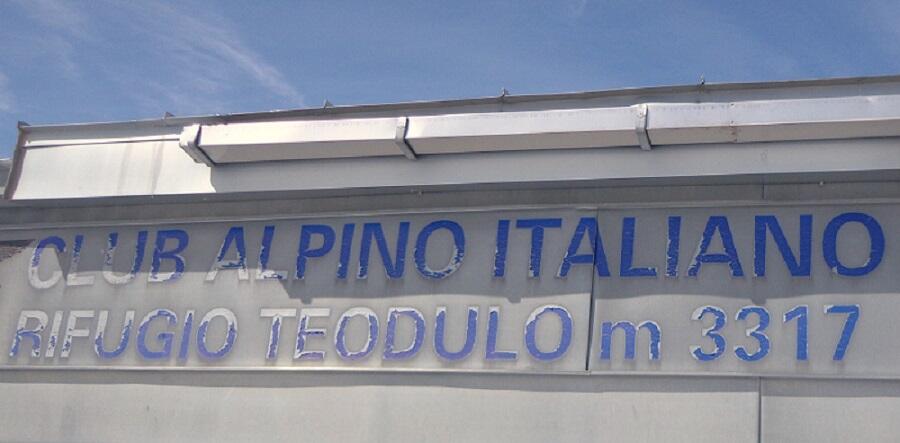 CLUB ALPINO ITALIANO
RIFUGIO TEODULO m 3317